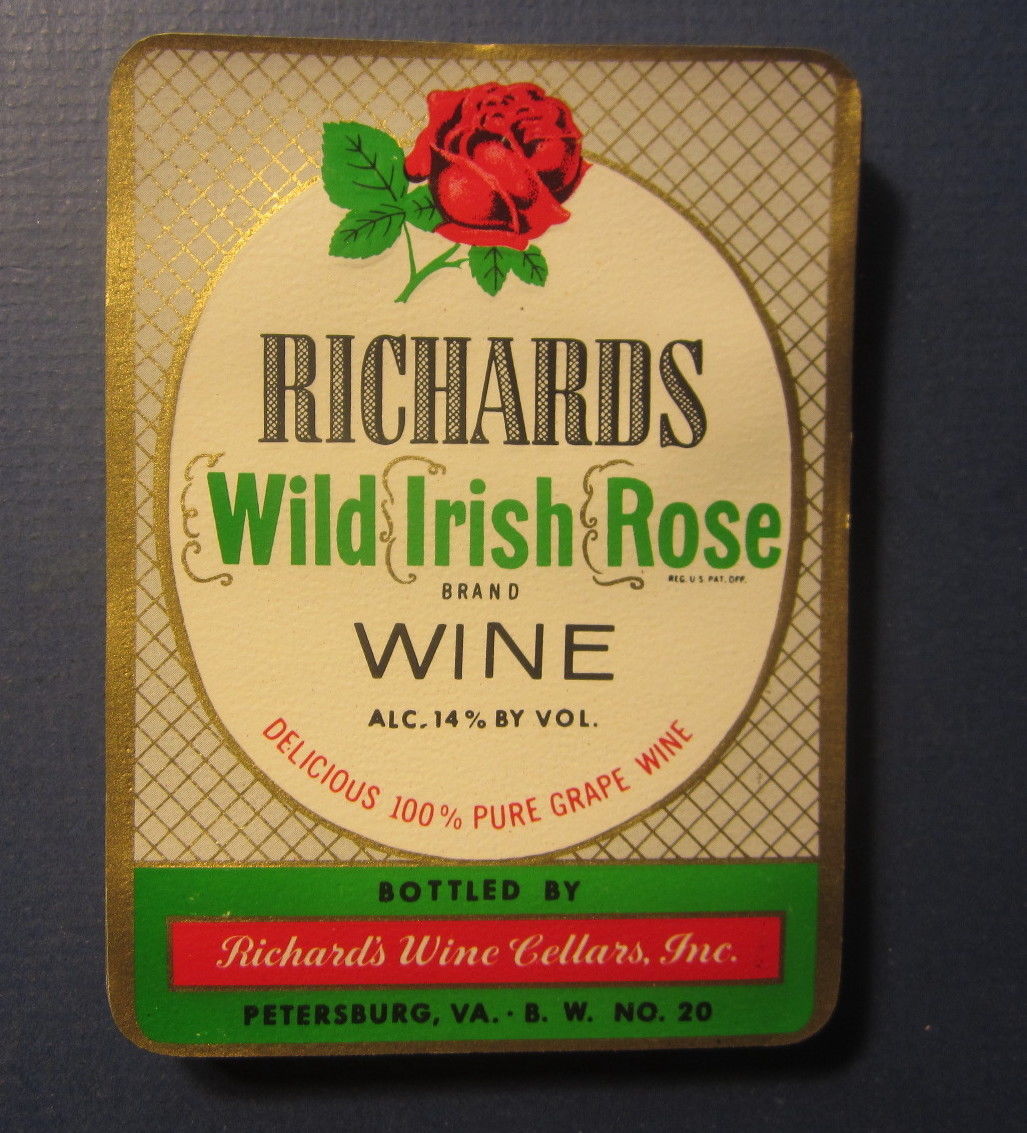 RICHARDS
Wild Irish Rose
REG. U.S. PAT. OFF.
BRAND
WINE
ALC. 14% BY VOL.
DELICIOUS 100% PURE GRAPE WINE
BOTTLED BY
Richard's Wine Cellars, Inc.
PETERSBURG, VA. · B. W. NO. 20